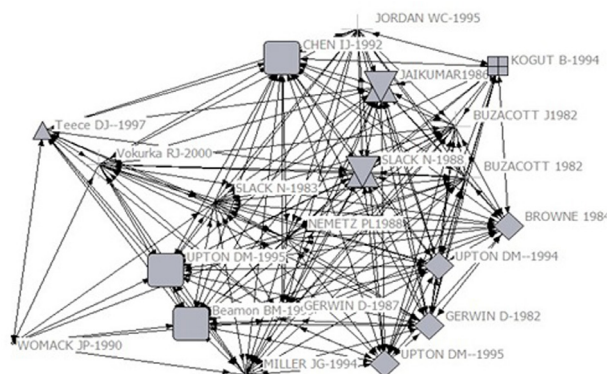 JORDAN WC-1995
CHEN IJ-1992
KOGUT B-1994
JAIKUMAR1986
BUZACOTT J1982
Teece DJ--1997
Vokurka RJ-2000
SLACK N-1988
BUZACOTT 1982
SLACK N-1983
NEMETZ PL1988
BROWNE 1984
UPTON DM-1995
UPTON DM--1994
Beamon BM-199
GERWIN D-1987
GERWIN D-1982
WOMACK JP-1990
MILLER JG-1994
UPTON DM--1995